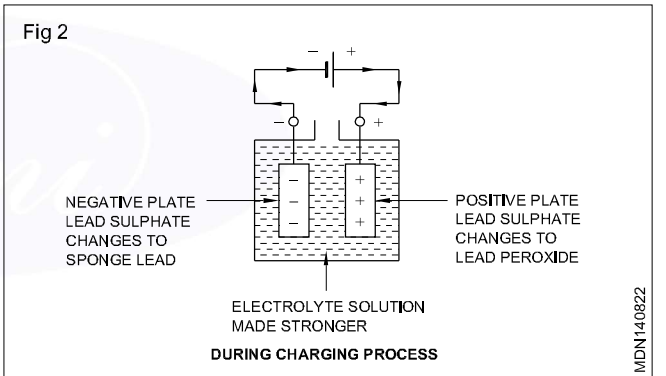 Fig 2
− +
− +
−
−
−
+
+
+
NEGATIVE PLATE
LEAD SULPHATE
CHANGES TO
SPONGE LEAD
POSITIVE PLATE
LEAD SULPHATE
CHANGES TO
LEAD PEROXIDE
ELECTROLYTE SOLUTION
MADE STRONGER
DURING CHARGING PROCESS
MDN140822